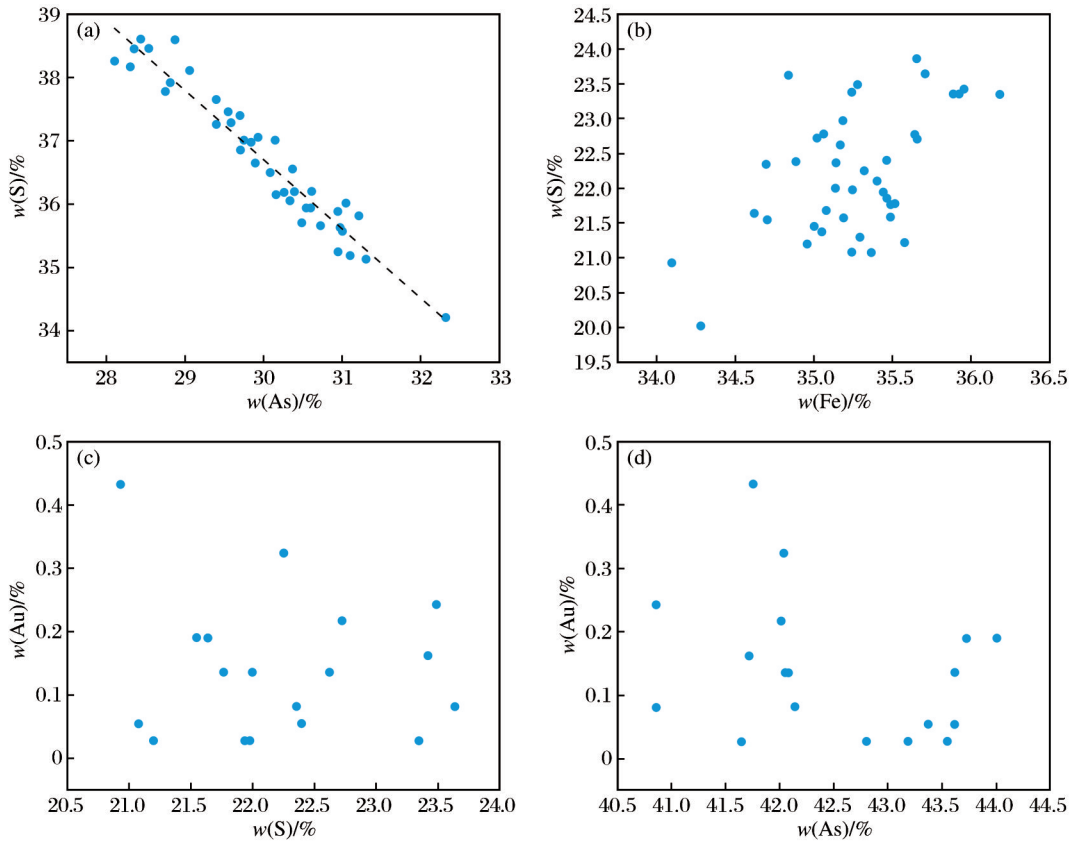 (a)
w(S)/%
39
38
37
36
35
34
28 29 30 31 32 33
w(As)/%
(b)
w(S)/%
24.5
24.0
23.5
23.0
22.5
22.0
21.5
21.0
20.5
20.0
19.5
34.0 34.5 35.0 35.5 36.0 36.5
w(Fe)/%
(c)
w(Au)/%
0.5
0.4
0.3
0.2
0.1
0
20.5 21.0 21.5 22.0 22.5 23.0 23.5 24.0
w(S)/%
(d)
w(Au)/%
0.5
0.4
0.3
0.2
0.1
0
40.5 41.0 41.5 42.0 42.5 43.0 43.5 44.0 44.5
w(As)/%